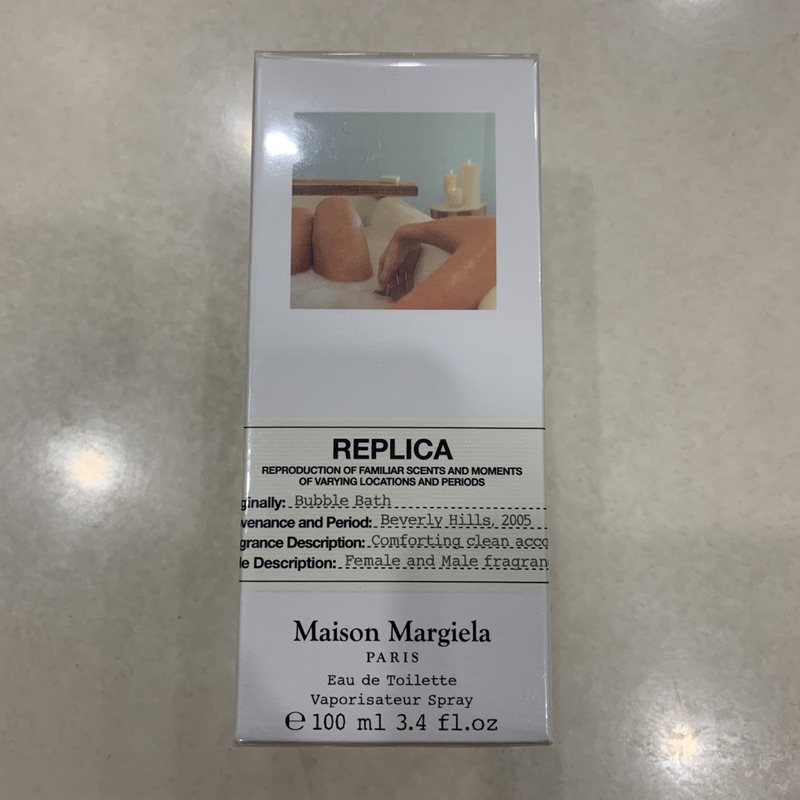 REPLICA
REPRODUCTION OF FAMILIAR SCENTS AND MOMENTS
OF VARYING LOCATIONS AND PERIODS
ginally: Bubble Bath
venance and Period: Beverly Hills, 2005
grance Description: Comforting clean acco
le Description: Female and Male fragran
Maison Margiela
PARIS
Eau de Toilette
Vaporisateur Spray
℮ 100 ml 3.4 fl.oz